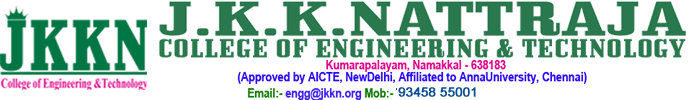 JKKN
College of Engineering & Technology
J.K.K.NATTRAJA
COLLEGE OF ENGINEERING & TECHNOLOGY
Kumarapalayam, Namakkal - 638183
(Approved by AICTE, NewDelhi, Affiliated to AnnaUniversity, Chennai)
Email:- engg@jkkn.org Mob:- '93458 55001